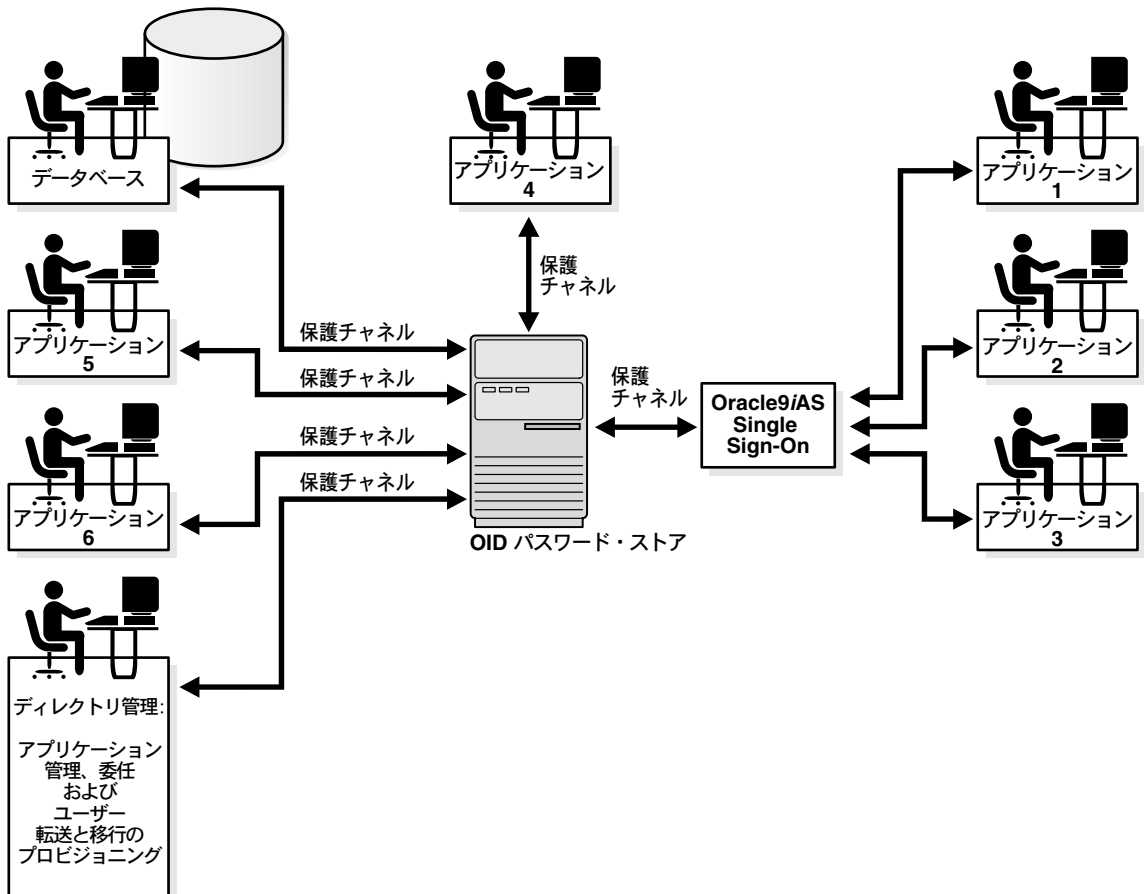 データベース
アプリケーション
4
アプリケーション
1
保護
チャネル
アプリケーション
5
保護チャネル
保護チャネル
アプリケーション
2
保護
チャネル
Oracle9iAS
Single
Sign-On
保護チャネル
保護チャネル
アプリケーション
6
OID パスワード・ストア
アプリケーション
3
ディレクトリ管理:
アプリケーション
管理、委任
および
ユーザー
転送と移行の
プロビジョニング